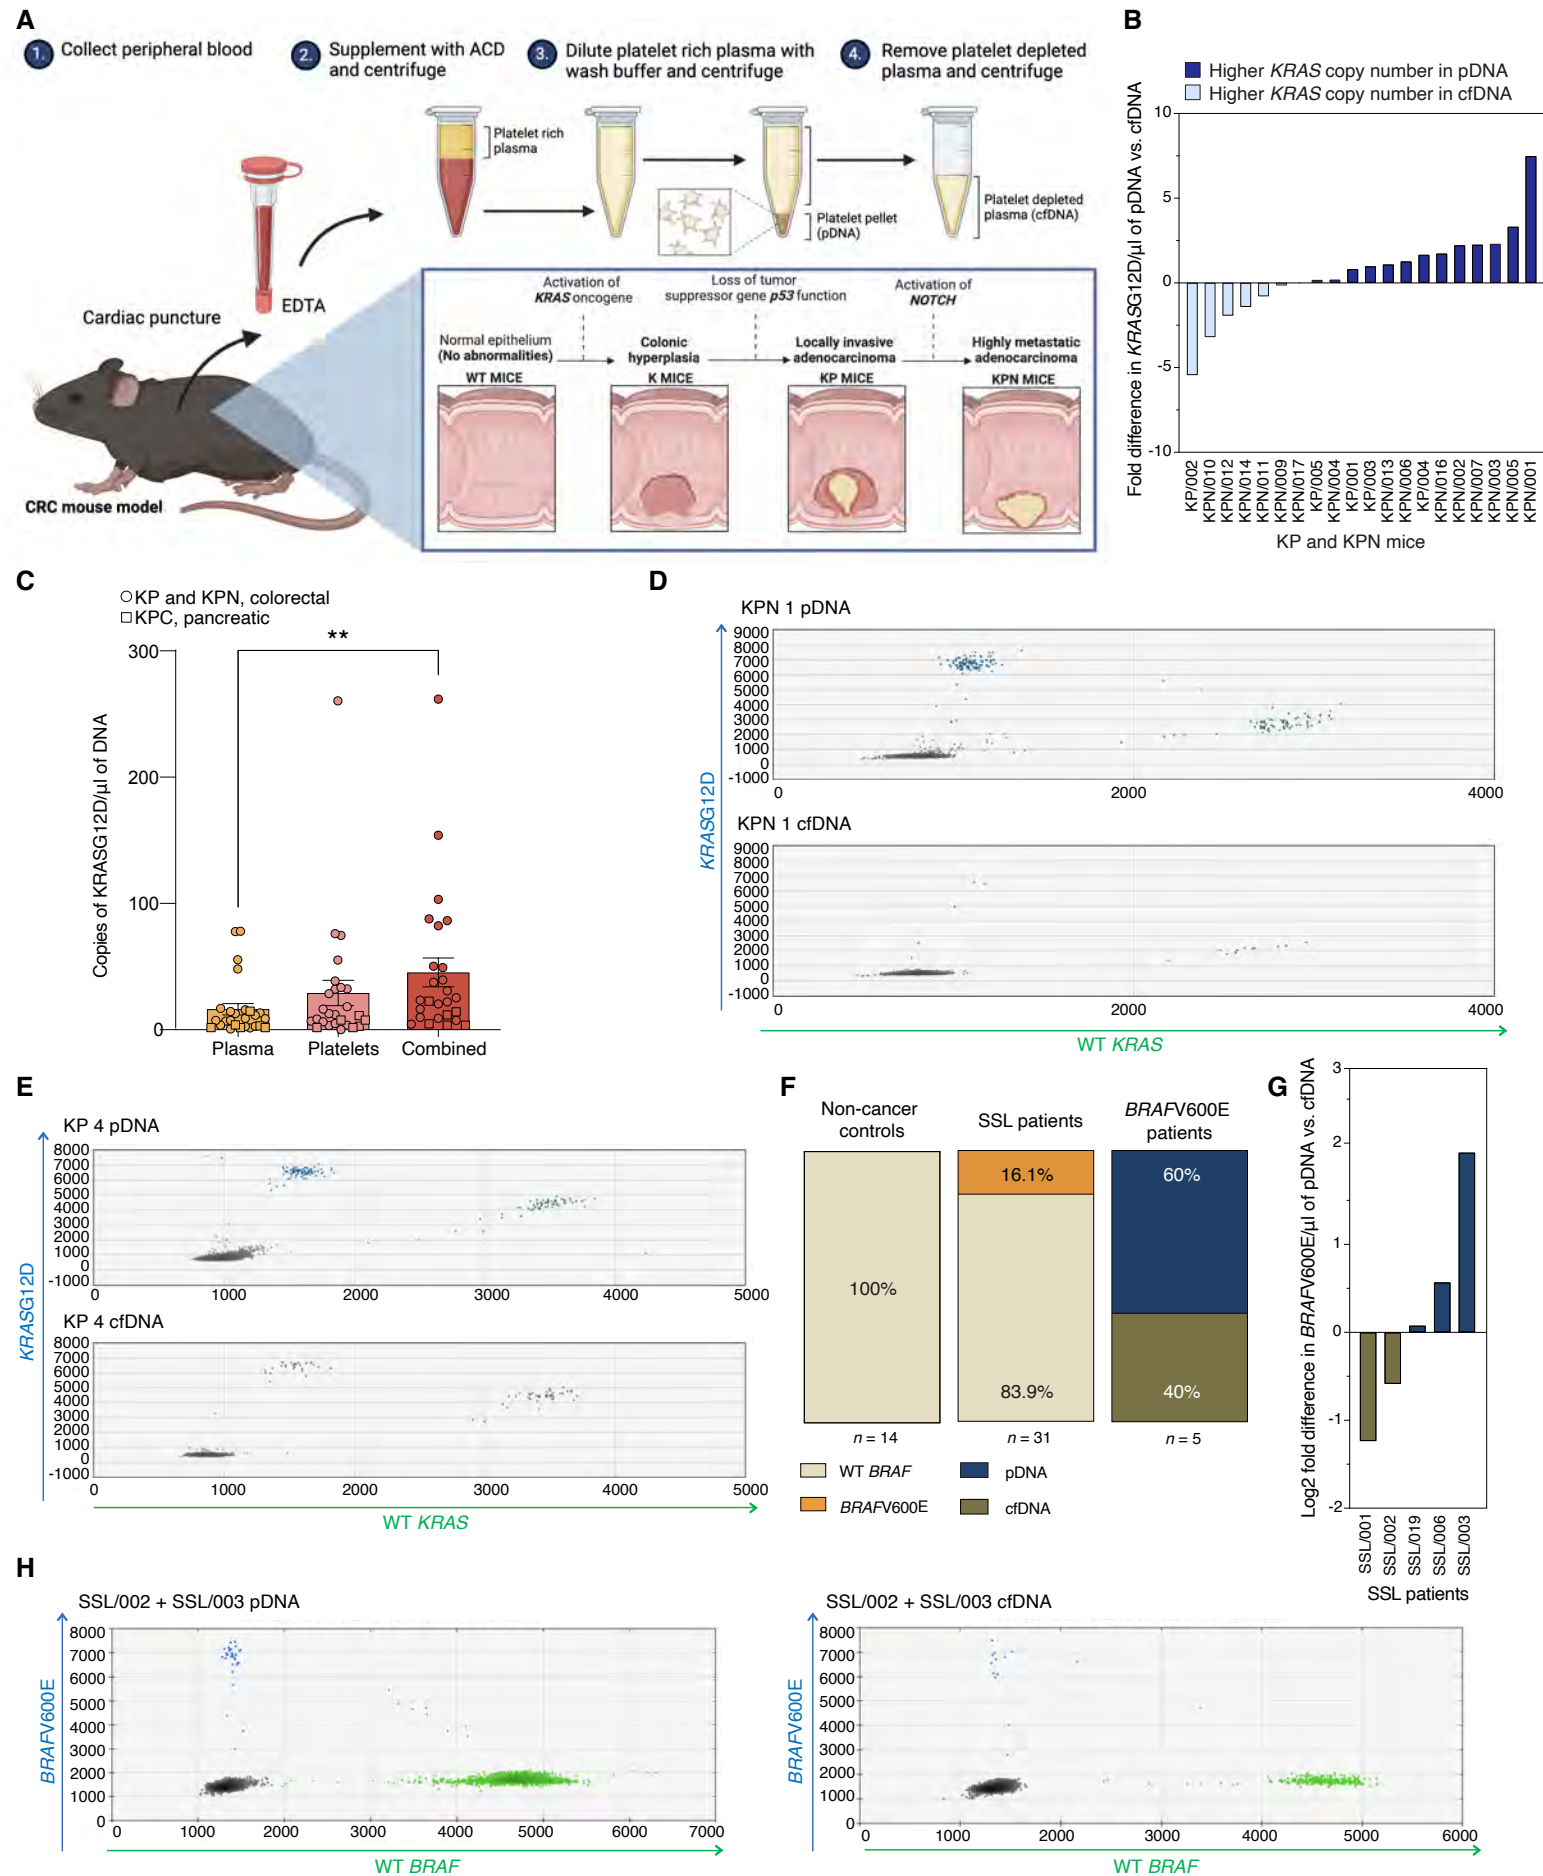 A
1. Collect peripheral blood
2. Supplement with ACD
and centrifuge
3. Dilute platelet rich plasma with
wash buffer and centrifuge
4. Remove platelet depleted
plasma and centrifuge
Platelet rich
plasma
Platelet pellet
(pDNA)
Platelet depleted
plasma (cfDNA)
EDTA
Cardiac puncture
CRC mouse model
Activation of
KRAS oncogene
Loss of tumor
suppressor gene p53 function
Activation of
NOTCH
Normal epithelium
(No abnormalities)
Colonic
hyperplasia
Locally invasive
adenocarcinoma
Highly metastatic
adenocarcinoma
WT MICE
K MICE
KP MICE
KPN MICE
B
Higher KRAS copy number in pDNA
Higher KRAS copy number in cfDNA
Fold difference in KRASG12D/µl of pDNA vs. cfDNA
10
5
0
-5
-10
KP/002
KPN/010
KPN/012
KPN/014
KPN/011
KPN/009
KPN/017
KP/005
KPN/004
KP/001
KP/003
KPN/013
KPN/006
KP/004
KPN/016
KPN/002
KPN/007
KPN/003
KPN/005
KPN/001
KP and KPN mice
C
KP and KPN, colorectal
KPC, pancreatic
**
Copies of KRASG12D/µl of DNA
300
200
100
0
Plasma Platelets Combined
D
KPN 1 pDNA
9000
8000
7000
6000
5000
4000
3000
2000
1000
0
-1000
0 2000 4000
KRASG12D
KPN 1 cfDNA
9000
8000
7000
6000
5000
4000
3000
2000
1000
0
-1000
0 2000 4000
WT KRAS
E
KP 4 pDNA
8000
7000
6000
5000
4000
3000
2000
1000
0
-1000
0 1000 2000 3000 4000 5000
KRASG12D
KP 4 cfDNA
8000
7000
6000
5000
4000
3000
2000
1000
0
-1000
0 1000 2000 3000 4000 5000
WT KRAS
F
Non-cancer
controls
SSL patients
BRAFV600E
patients
100%
16.1%
83.9%
60%
40%
n = 14
n = 31
n = 5
WT BRAF
BRAFV600E
pDNA
cfDNA
G
Log2 fold difference in BRAFV600E/µl of pDNA vs. cfDNA
3
2
1
0
-1
-2
SSL/001
SSL/002
SSL/019
SSL/006
SSL/003
SSL patients
H
SSL/002 + SSL/003 pDNA
BRAFV600E
8000
7000
6000
5000
4000
3000
2000
1000
0
0 1000 2000 3000 4000 5000 6000 7000
WT BRAF
SSL/002 + SSL/003 cfDNA
BRAFV600E
8000
7000
6000
5000
4000
3000
2000
1000
0
0 1000 2000 3000 4000 5000 6000
WT BRAF